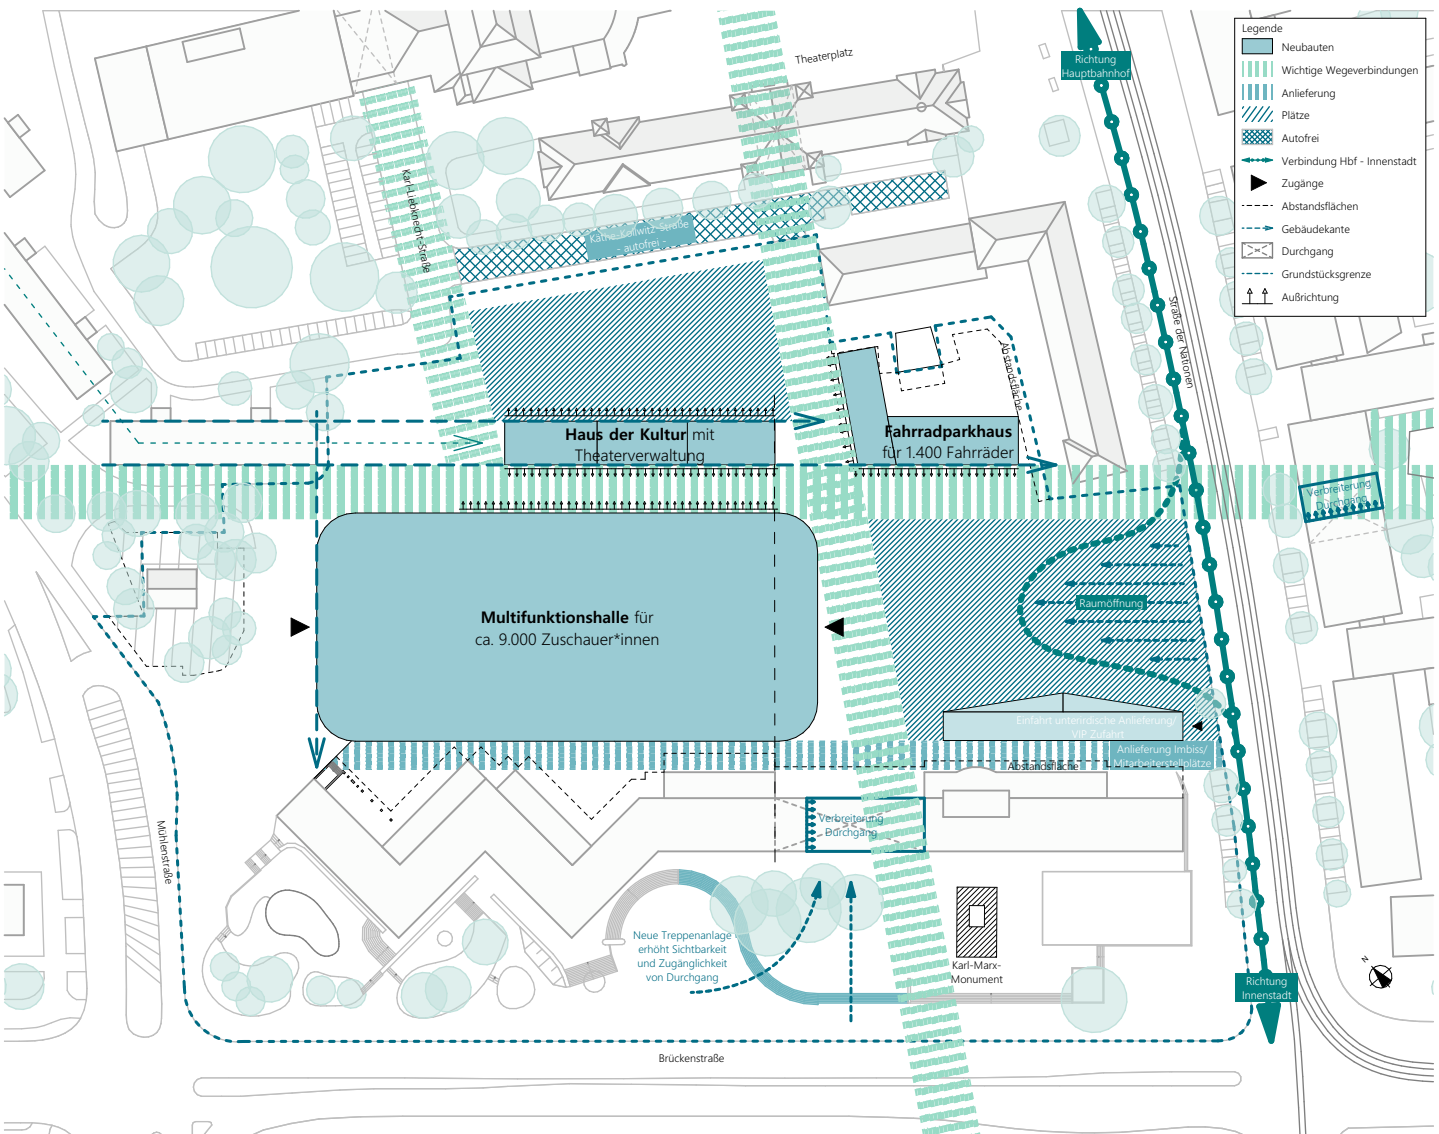 Theaterplatz
Richtung
Hauptbahnhof
Legende
Neubauten
Wichtige Wegeverbindungen
Anlieferung
Plätze
Autofrei
Verbindung Hbf - Innenstadt
Zugänge
Abstandsflächen
Gebäudekante
Durchgang
Grundstücksgrenze
Außrichtung
Karl-Liebknecht-Straße
Käthe-Kollwitz-Straße
- autofrei -
Straße der Nationen
Abstandsfläche
Haus der Kultur mit
Theaterverwaltung
Fahrradparkhaus
für 1.400 Fahrräder
Verbreiterung
Durchgang
Multifunktionshalle für
ca. 9.000 Zuschauer*innen
Raumöffnung
Einfahrt unterirdische Anlieferung/
VIP Zufahrt
Anlieferung Imbiss/
Mitarbeiterstellplätze
Abstandsfläche
Verbreiterung
Durchgang
Mühlenstraße
Neue Treppenanlage
erhöht Sichtbarkeit
und Zugänglichkeit
von Durchgang
Karl-Marx-
Monument
N
Richtung
Innenstadt
Brückenstraße